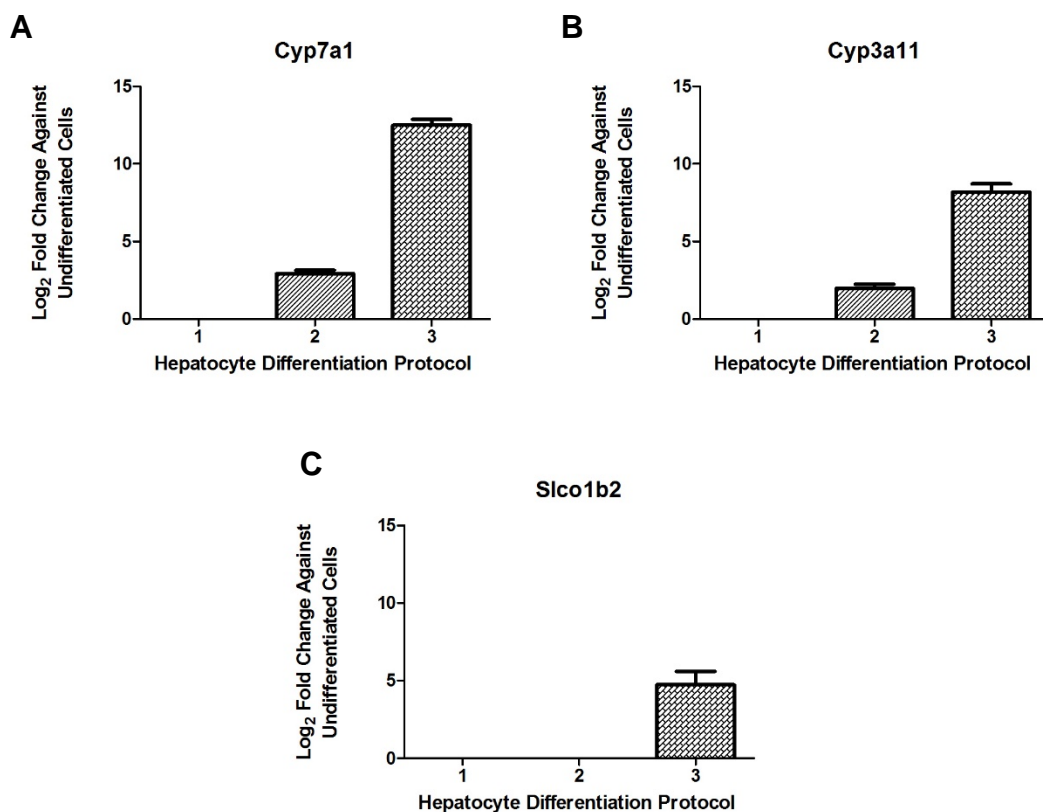 A
Cyp7a1
Log2 Fold Change Against
Undifferentiated Cells
15
10
5
0
1 2 3
Hepatocyte Differentiation Protocol
B
Cyp3a11
Log2 Fold Change Against
Undifferentiated Cells
15
10
5
0
1 2 3
Hepatocyte Differentiation Protocol
C
Slco1b2
Log2 Fold Change Against
Undifferentiated Cells
15
10
5
0
1 2 3
Hepatocyte Differentiation Protocol